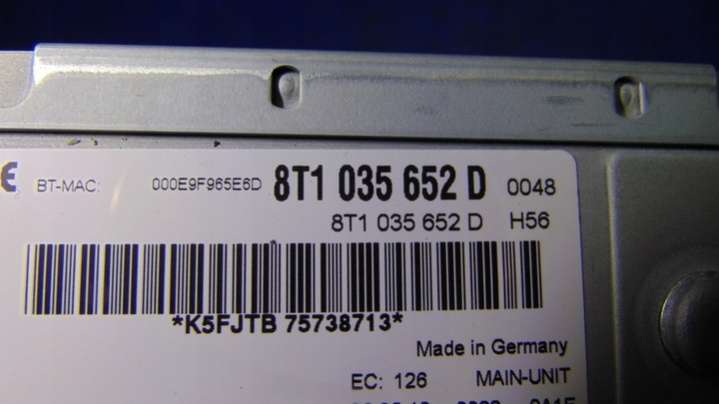 CE BT-MAC: 000E9F965E6D 8T1 035 652 D 0048
8T1 035 652 D H56
*K5FJTB 75738713*
Made in Germany
EC: 126 MAIN-UNIT